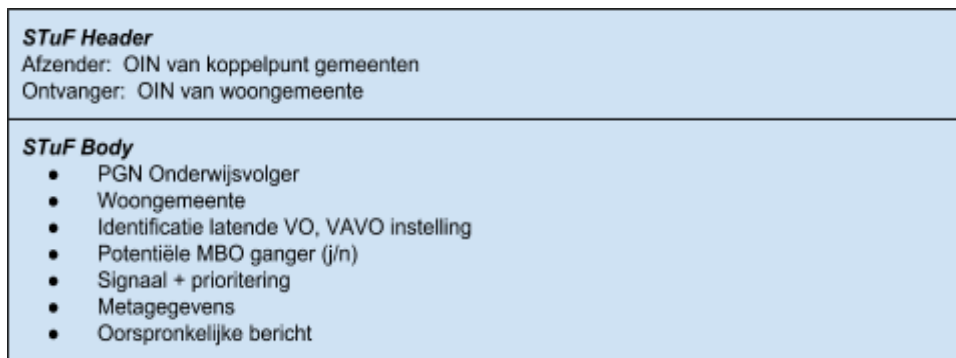 STuF Header
Afzender:  OIN van koppelpunt gemeenten
Ontvanger:  OIN van woongemeente
STuF Body
● PGN Onderwijsvolger
● Woongemeente
● Identificatie latende VO, VAVO instelling
● Potentiële MBO ganger (j/n)
● Signaal + prioritering
● Metagegevens
● Oorspronkelijke bericht